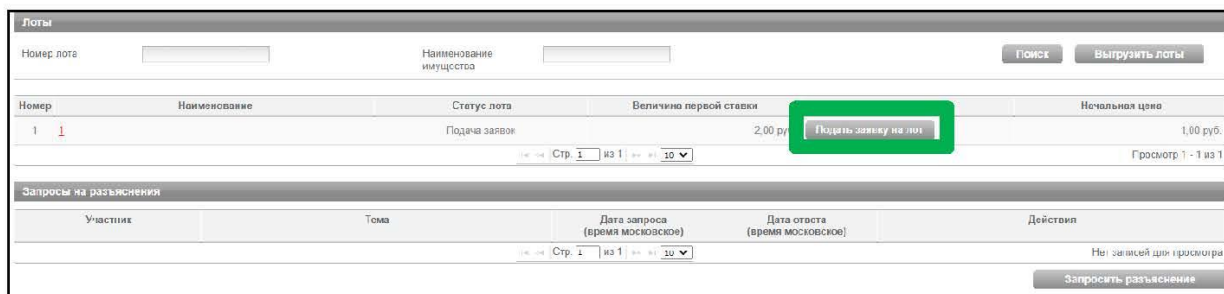 Лоты
Номер лота Наименование имущества Поиск Выгрузить лоты
Номер Наименование Статус лота Величина первой ставки Начальная цена
1 1 Подача заявок 2,00 ру Подать заявку на лот 1,00 руб.
Стр. 1 из 1 10 Просмотр 1 - 1 из 1
Запросы на разъяснения
Участник Тема Дата запроса (время московское) Дата ответа (время московское) Действия
Стр. 1 из 1 10 Нет записей для просмотра
Запросить разъяснение